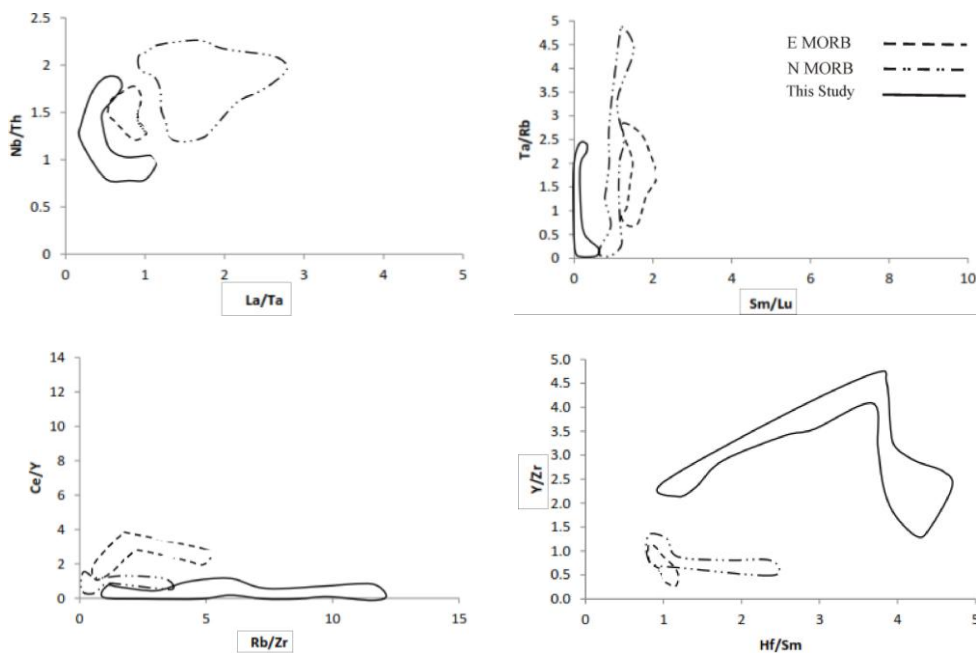 2.5
2
1.5
1
0.5
0
Nb/Th
0 1 2 3 4 5
La/Ta
5
4.5
4
3.5
3
2.5
2
1.5
1
0.5
0
Ta/Rb
0 2 4 6 8 10
Sm/Lu
E MORB
N MORB
This Study
14
12
10
8
6
4
2
0
Ce/Y
0 5 10 15
Rb/Zr
5.0
4.5
4.0
3.5
3.0
2.5
2.0
1.5
1.0
0.5
0.0
Y/Zr
0 1 2 3 4 5
Hf/Sm